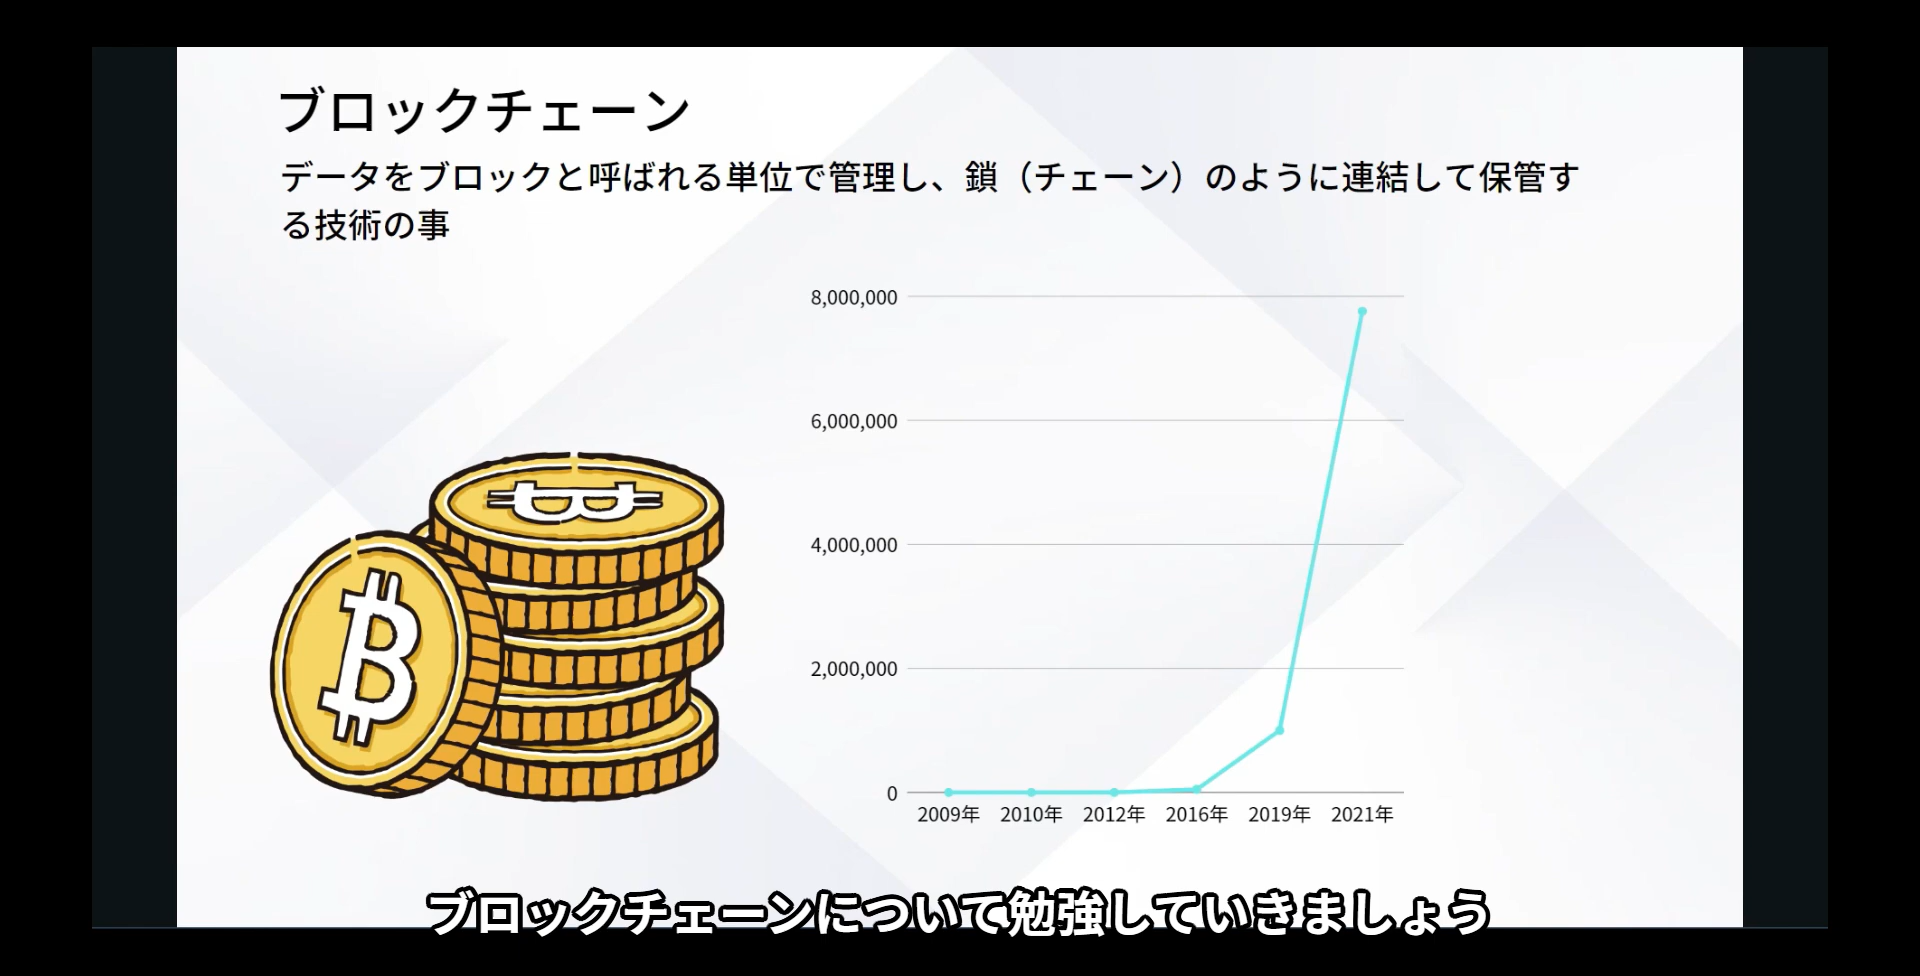 ブロックチェーン
データをブロックと呼ばれる単位で管理し、鎖（チェーン）のように連結して保管す
る技術の事
8,000,000
6,000,000
4,000,000
2,000,000
0
2009年 2010年 2012年 2016年 2019年 2021年
ブロックチェーンについて勉強していきましょう